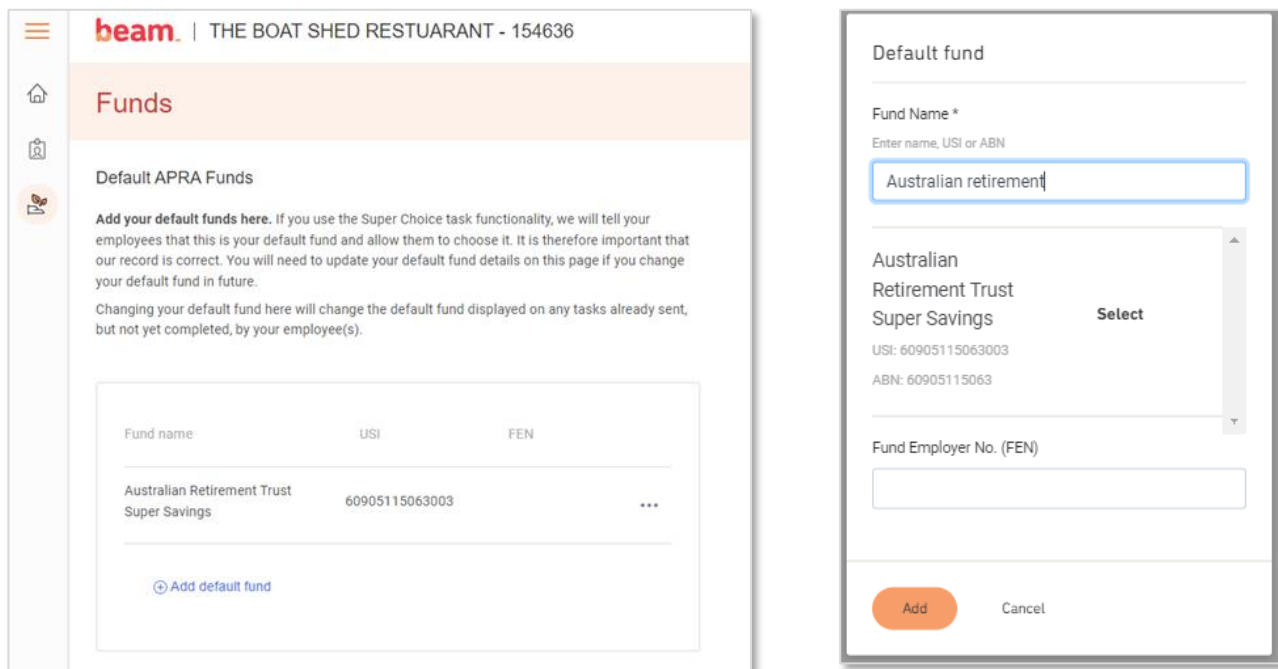 beam. | THE BOAT SHED RESTUARANT - 154636
Funds
Default APRA Funds
Add your default funds here. If you use the Super Choice task functionality, we will tell your
employees that this is your default fund and allow them to choose it. It is therefore important that
our record is correct. You will need to update your default fund details on this page if you change
your default fund in future.
Changing your default fund here will change the default fund displayed on any tasks already sent,
but not yet completed, by your employee(s).
Fund name USI FEN
Australian Retirement Trust
Super Savings
60905115063003
Add default fund
Default fund
Fund Name *
Enter name, USI or ABN
Australian retirement
Australian
Retirement Trust
Super Savings
Select
USI: 60905115063003
ABN: 60905115063
Fund Employer No. (FEN)
Add Cancel